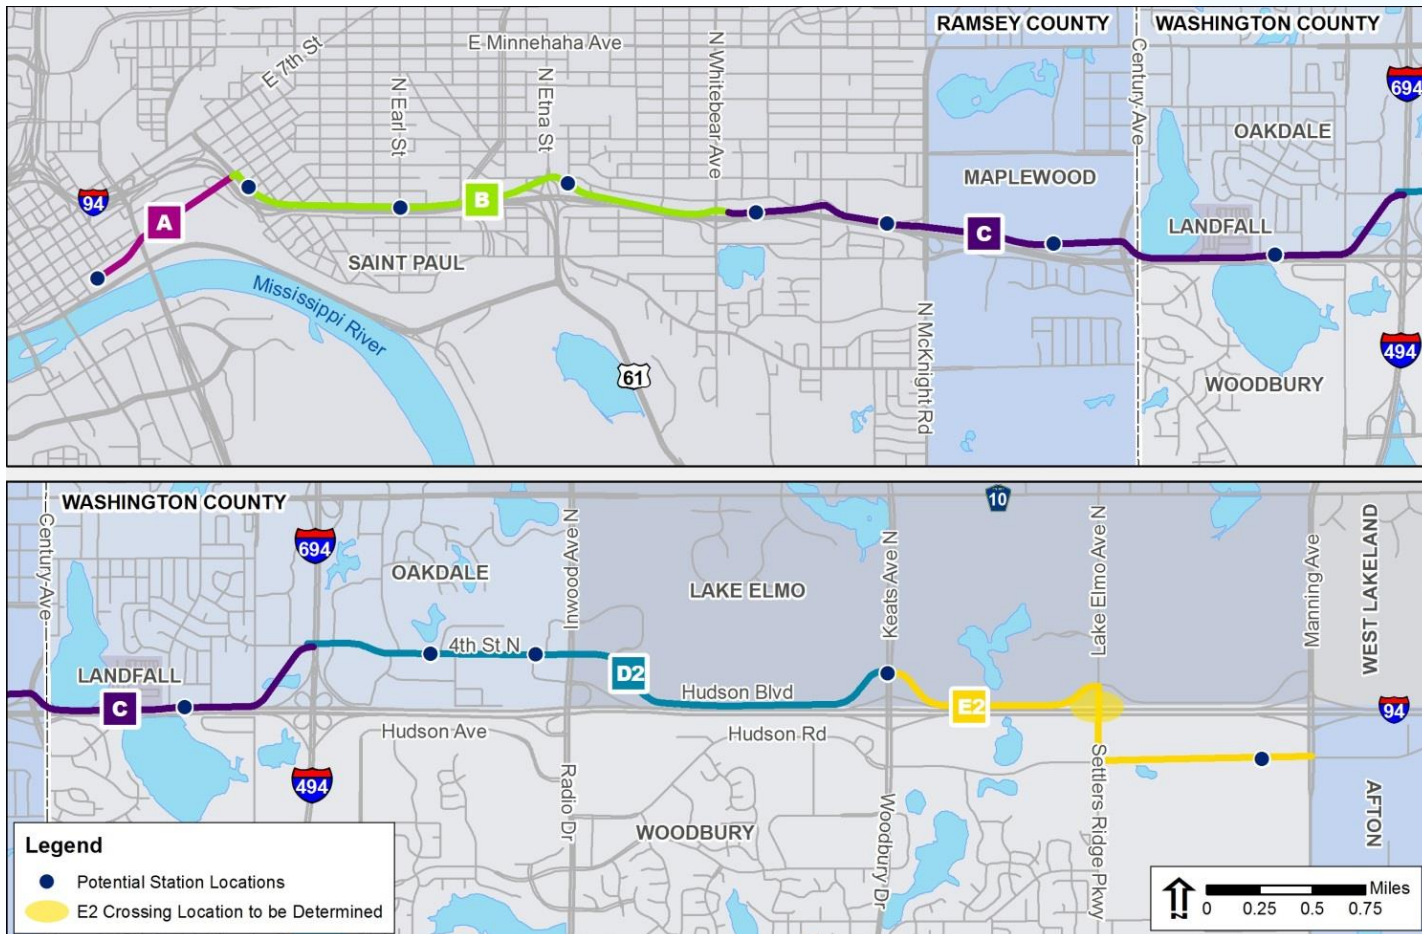 RAMSEY COUNTY
WASHINGTON COUNTY
E Minnehaha Ave
E 7th St
N Earl St
N Etna St
N Whitebear Ave
Century Ave
694
OAKDALE
MAPLEWOOD
94
A
B
C
LANDFALL
SAINT PAUL
Mississippi River
N McKnight Rd
61
494
WOODBURY
WASHINGTON COUNTY
Century Ave
694
OAKDALE
Inwood Ave N
LAKE ELMO
Keats Ave N
10
Lake Elmo Ave N
Manning Ave
WEST LAKELAND
4th St N
LANDFALL
C
D2
Hudson Blvd
E2
94
Hudson Ave
Hudson Rd
494
Radio Dr
WOODBURY
Woodbury Dr
Settlers Ridge Pkwy
AFTON
Legend
Potential Station Locations
E2 Crossing Location to be Determined
N
Miles
0 0.25 0.5 0.75